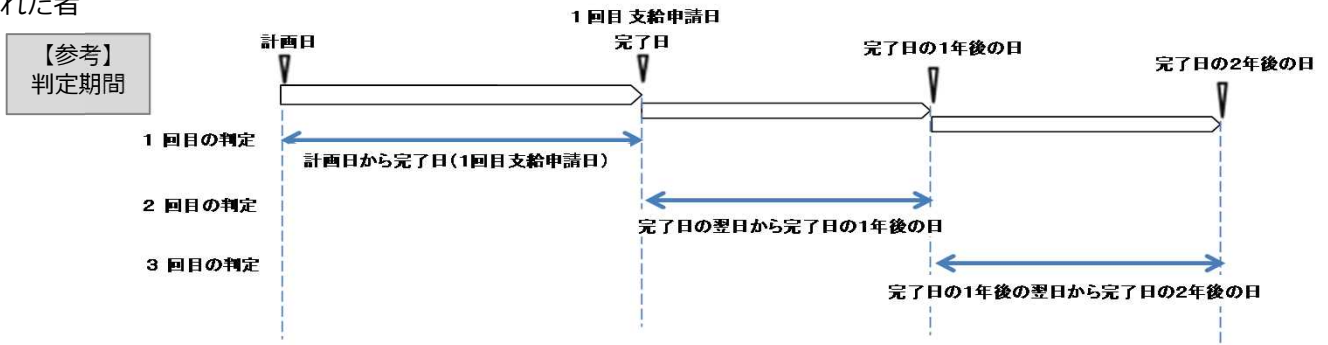 れた者
【参考】
判定期間
1回目 支給申請日
計画日
完了日
完了日の1年後の日
完了日の2年後の日
1 回目の判定
計画日から完了日(1回目支給申請日)
2 回目の判定
完了日の翌日から完了日の1年後の日
3 回目の判定
完了日の1年後の翌日から完了日の2年後の日